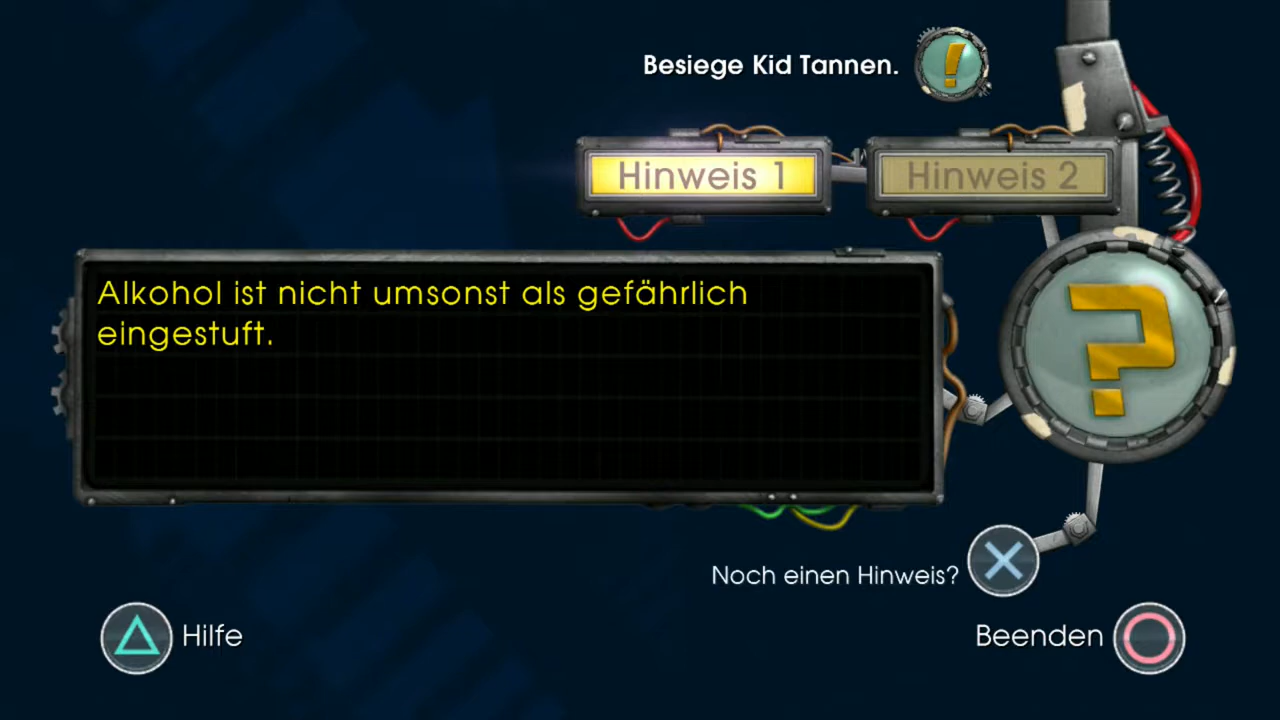 Besiege Kid Tannen.
Hinweis 1
Hinweis 2
Alkohol ist nicht umsonst als gefährlich
eingestuft.
Noch einen Hinweis?
Hilfe
Beenden